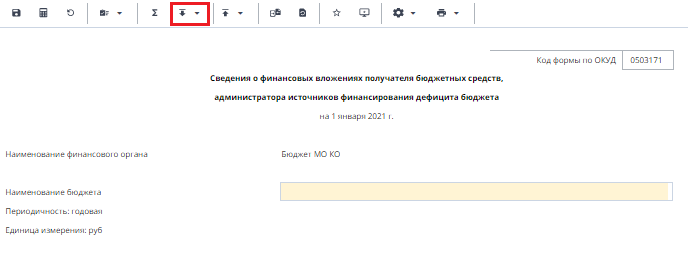 Σ
Код формы по ОКУД 0503171
Сведения о финансовых вложениях получателя бюджетных средств,
администратора источников финансирования дефицита бюджета
на 1 января 2021 г.
Наименование финансового органа Бюджет МО КО
Наименование бюджета
Периодичность: годовая
Единица измерения: руб